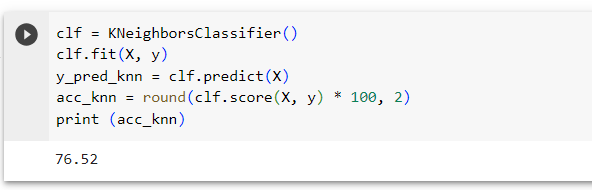 clf = KNeighborsClassifier()
clf.fit(X, y)
y_pred_knn = clf.predict(X)
acc_knn = round(clf.score(X, y) * 100, 2)
print (acc_knn)
76.52